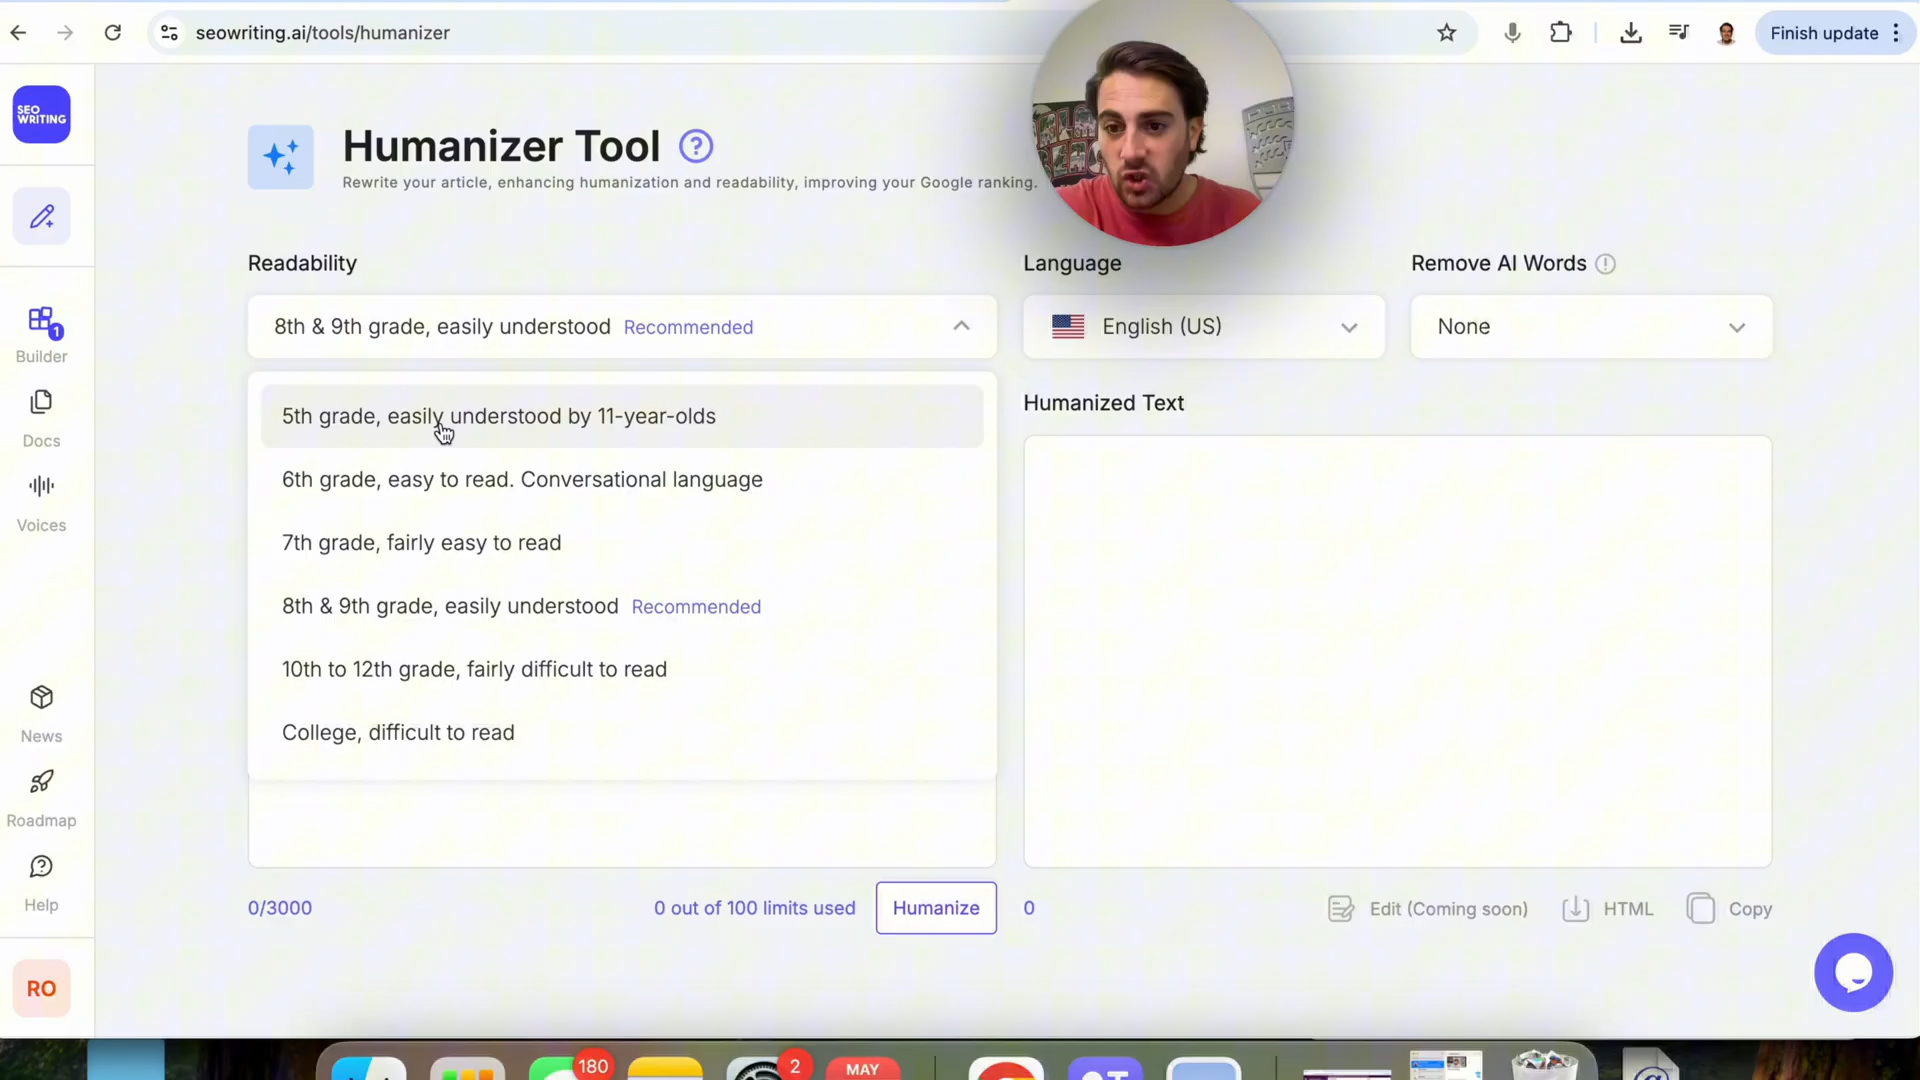 seowriting.ai/tools/humanizer
Finish update
SEO
WRITING
Humanizer Tool
Rewrite your article, enhancing humanization and readability, improving your Google ranking.
Readability
Language
Remove AI Words
8th & 9th grade, easily understood Recommended
English (US)
None
5th grade, easily understood by 11-year-olds
6th grade, easy to read. Conversational language
7th grade, fairly easy to read
8th & 9th grade, easily understood Recommended
10th to 12th grade, fairly difficult to read
College, difficult to read
Humanized Text
Builder
1
Docs
Voices
News
Roadmap
Help
RO
0/3000
0 out of 100 limits used
Humanize
0
Edit (Coming soon)
HTML
Copy
180
2
MAY